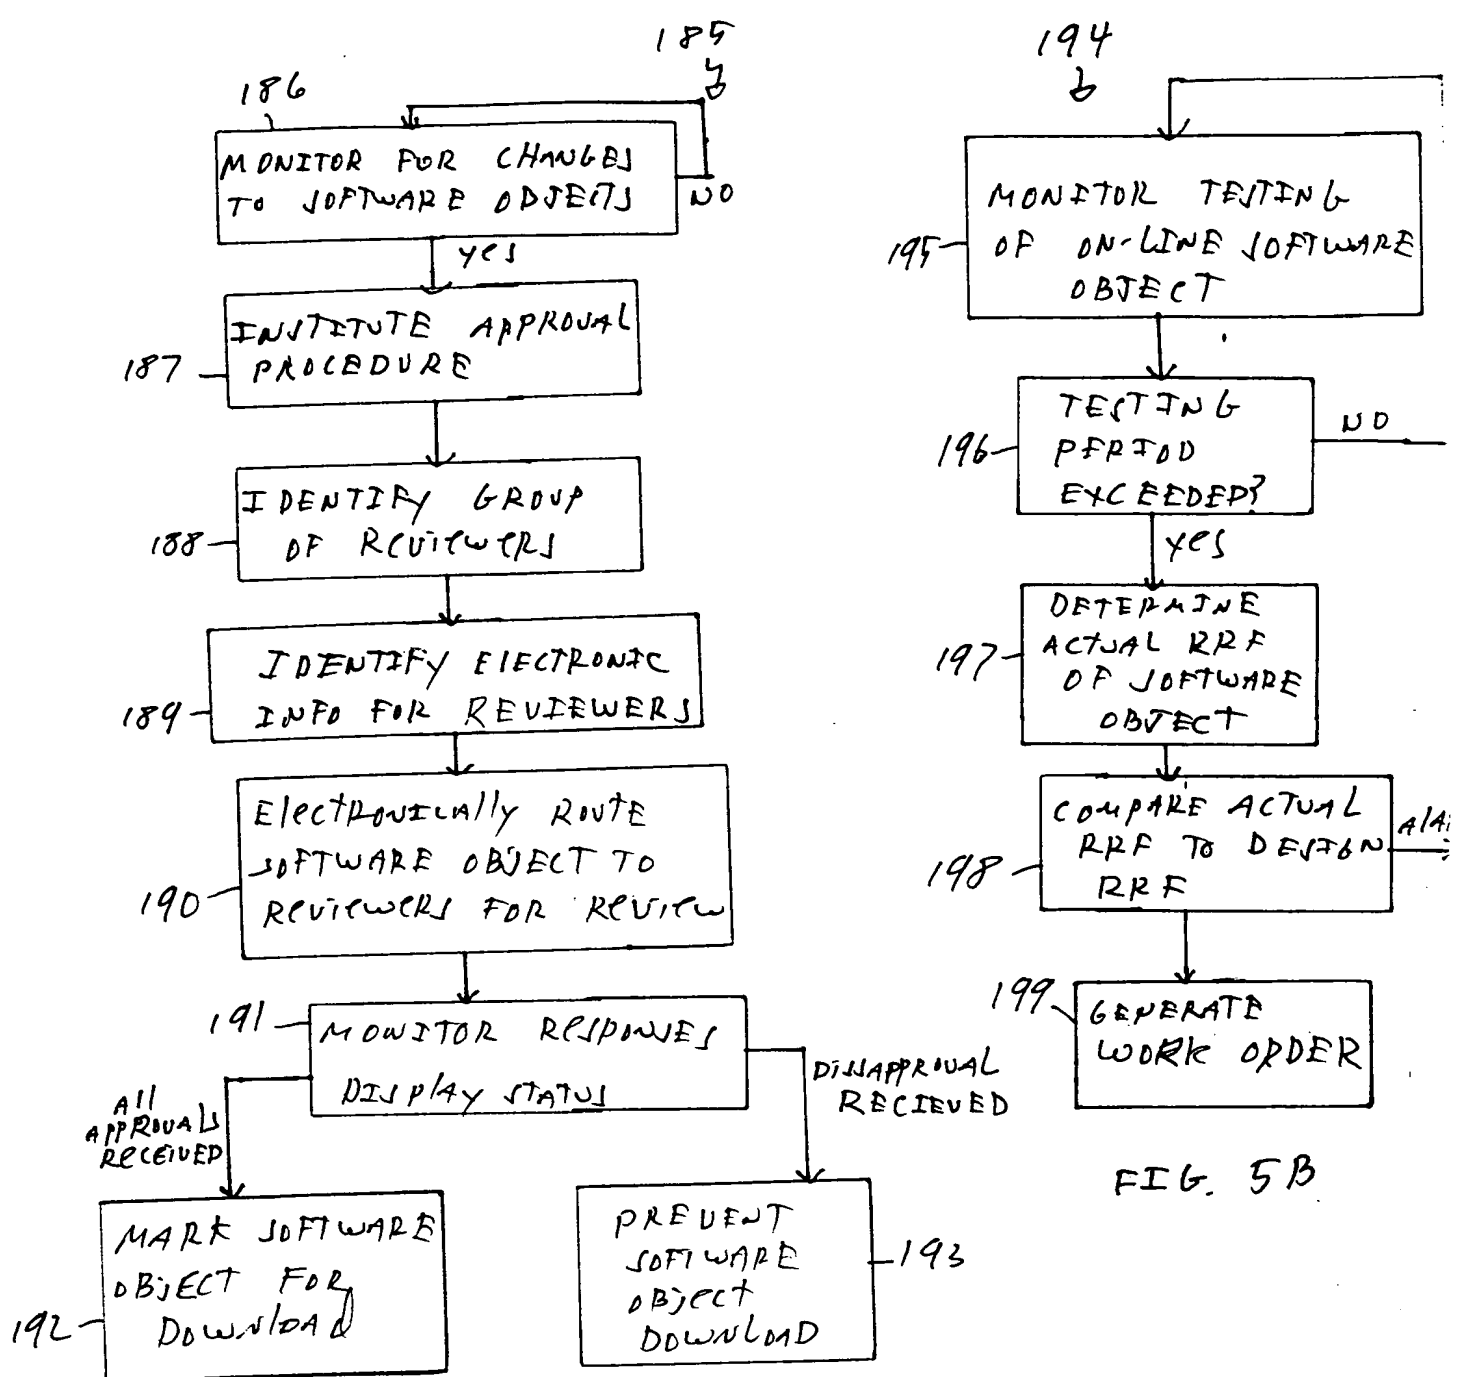 185
186
MONITOR FOR CHANGES
TO SOFTWARE OBJECTS
NO
yes
INSTITUTE APPROVAL
PROCEDURE
187
IDENTIFY GROUP
OF REVIEWERS
188
IDENTIFY ELECTRONIC
INFO FOR REVIEWERS
189
ELECTRONICALLY ROUTE
SOFTWARE OBJECT TO
REVIEWERS FOR REVIEW
190
191
MONITOR RESPONSES
DISPLAY STATUS
All
APPROVALS
RECEIVED
DISSAPPROVAL
RECIEVED
MARK SOFTWARE
OBJECT FOR
DOWNLOAD
192
PREVENT
SOFTWARE
OBJECT
DOWNLOAD
193
194
MONITOR TESTING
OF ON-LINE SOFTWARE
OBJECT
195
TESTING
PERIOD
EXCEEDED?
196
NO
yes
DETERMINE
ACTUAL RRF
OF SOFTWARE
OBJECT
197
COMPARE ACTUAL
RRF TO DESIGN
RRF
198
199
GENERATE
WORK ORDER
FIG. 5B